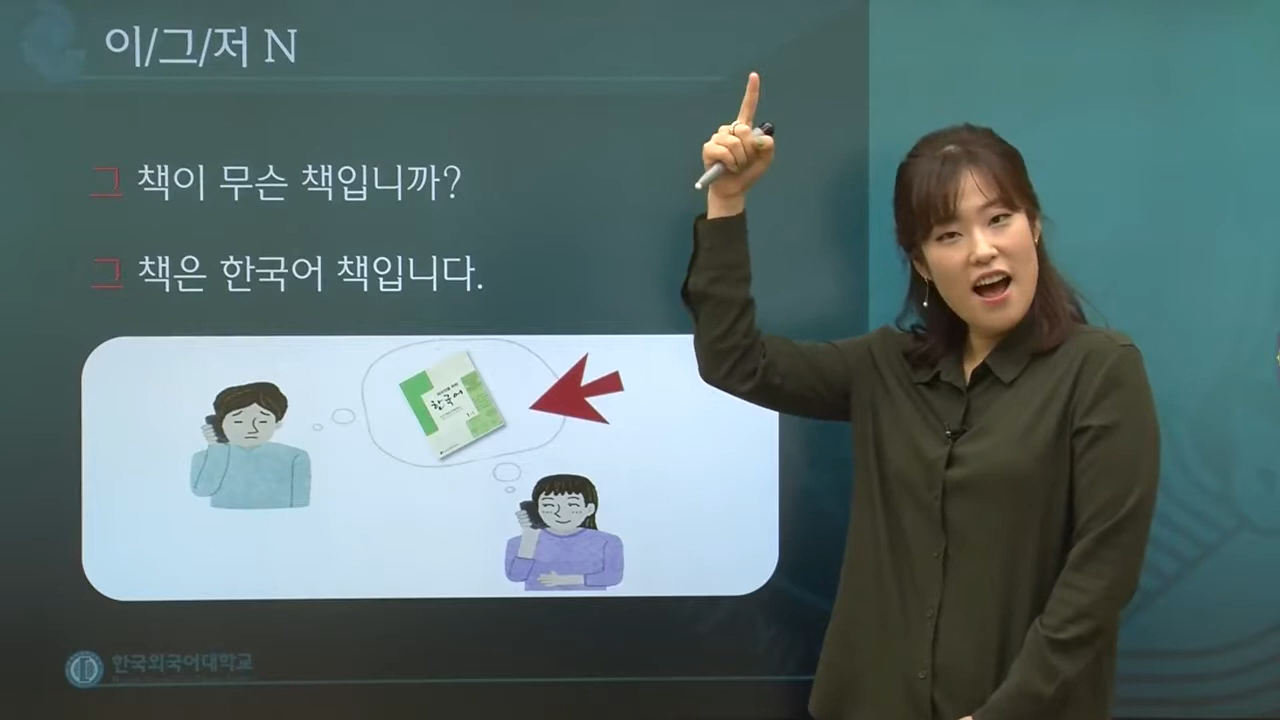 이/그/저 N
그 책이 무슨 책입니까?
그 책은 한국어 책입니다.
한국어
한국외국어대학교